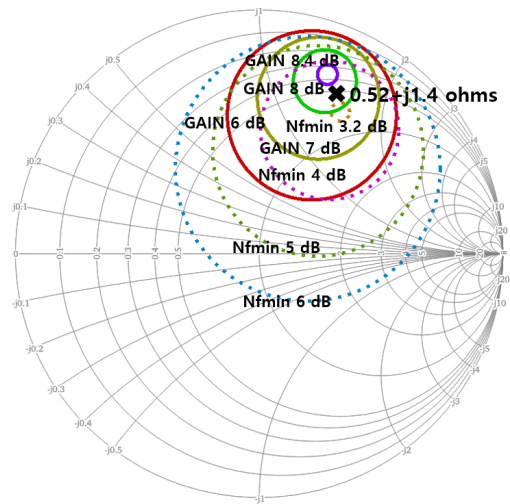 j1
j0.5
j2
GAIN 8.4 dB
j0.4
GAIN 8 dB
0.52+j1.4 ohms
j3
j0.3
GAIN 6 dB
Nfmin 3.2 dB
j4
GAIN 7 dB
j5
j0.2
Nfmin 4 dB
j0.1
j10
j20
Nfmin 5 dB
0
0.1
0.2
0.3
0.4
0.5
1
2
3
4
5
10
20
-j20
Nfmin 6 dB
-j0.1
-j10
-j0.2
-j5
-j0.3
-j4
-j3
-j0.4
-j0.5
-j2
-j1